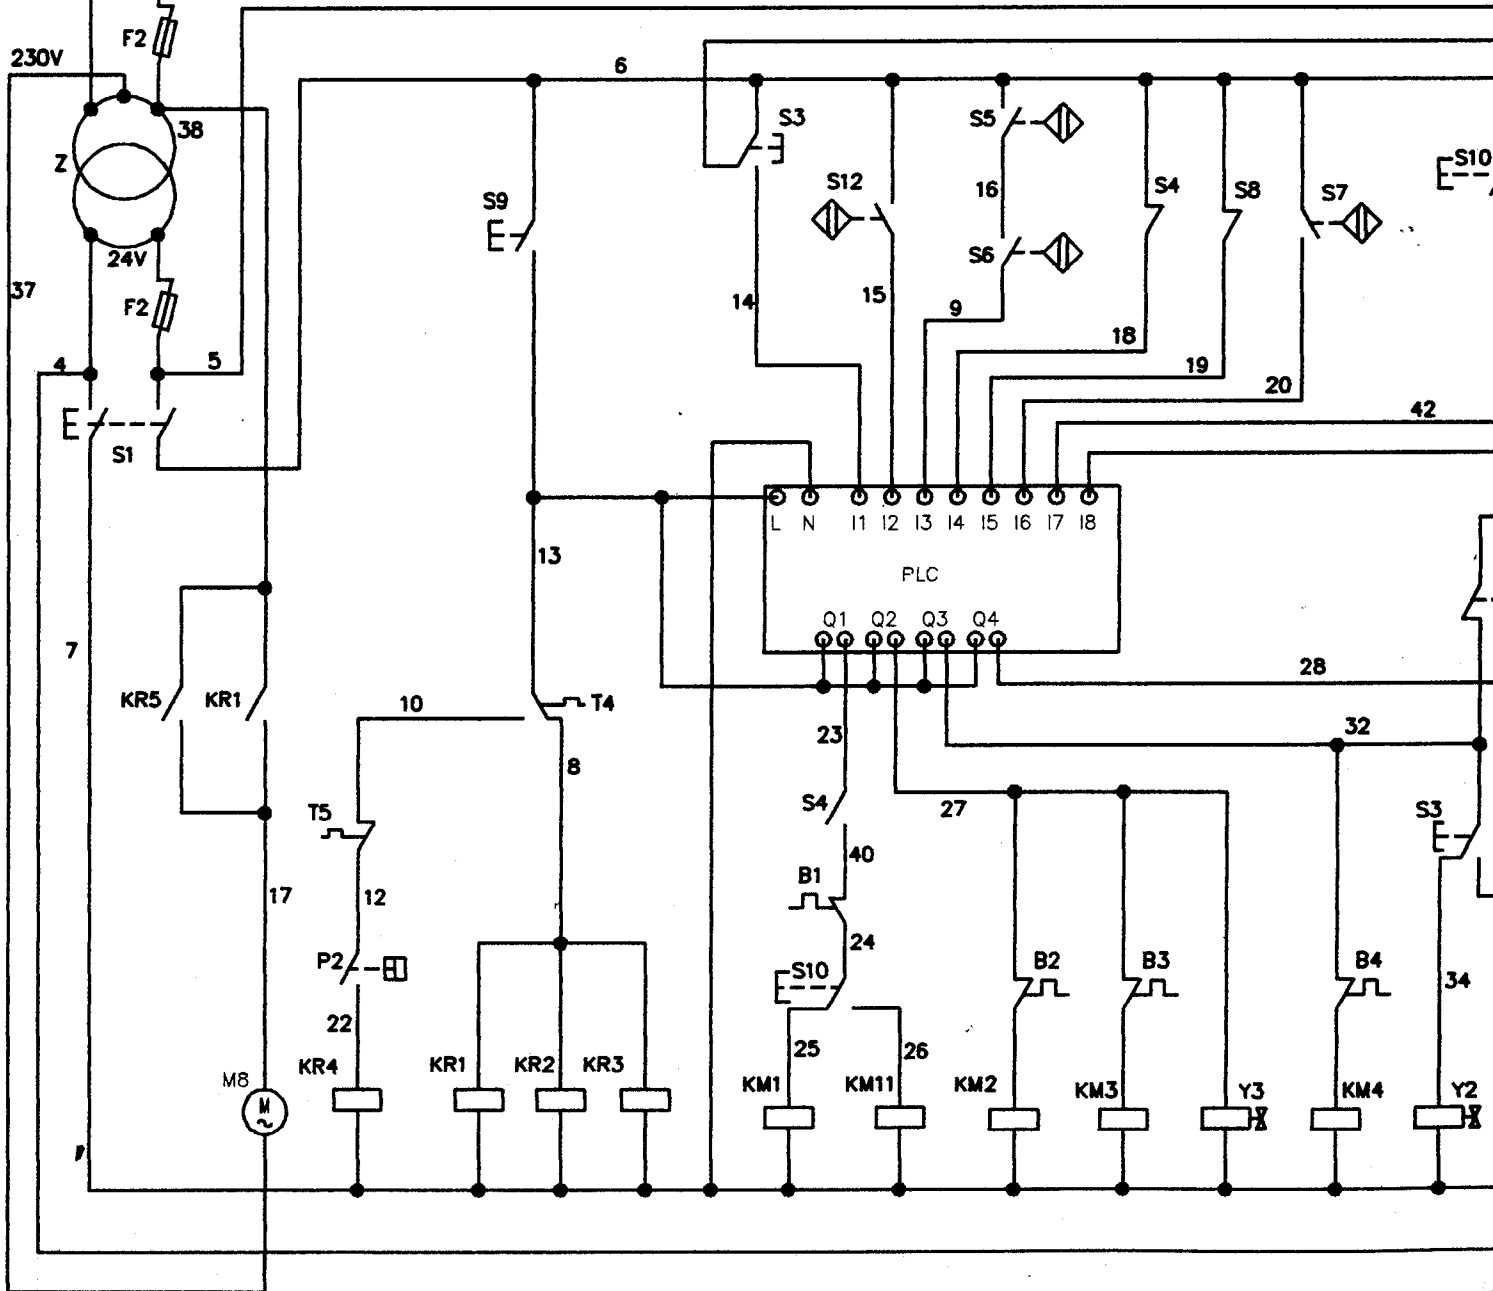 F2
230V
6
38
S3
S5
Z
S12
16
S4
S8
S7
S10
S9
24V
S6
37
F2
14
15
9
18
4
5
19
20
42
S1
L N I1 I2 I3 I4 I5 I6 I7 I8
13
PLC
Q1 Q2 Q3 Q4
7
28
KR5
KR1
10
T4
23
32
8
S4
27
S3
T5
40
B1
17
12
24
P2
S10
B2
B3
B4
34
22
25
26
KR4
KR1
KR2
KR3
M8
KM1
KM11
KM2
KM3
Y3
KM4
Y2
M
~